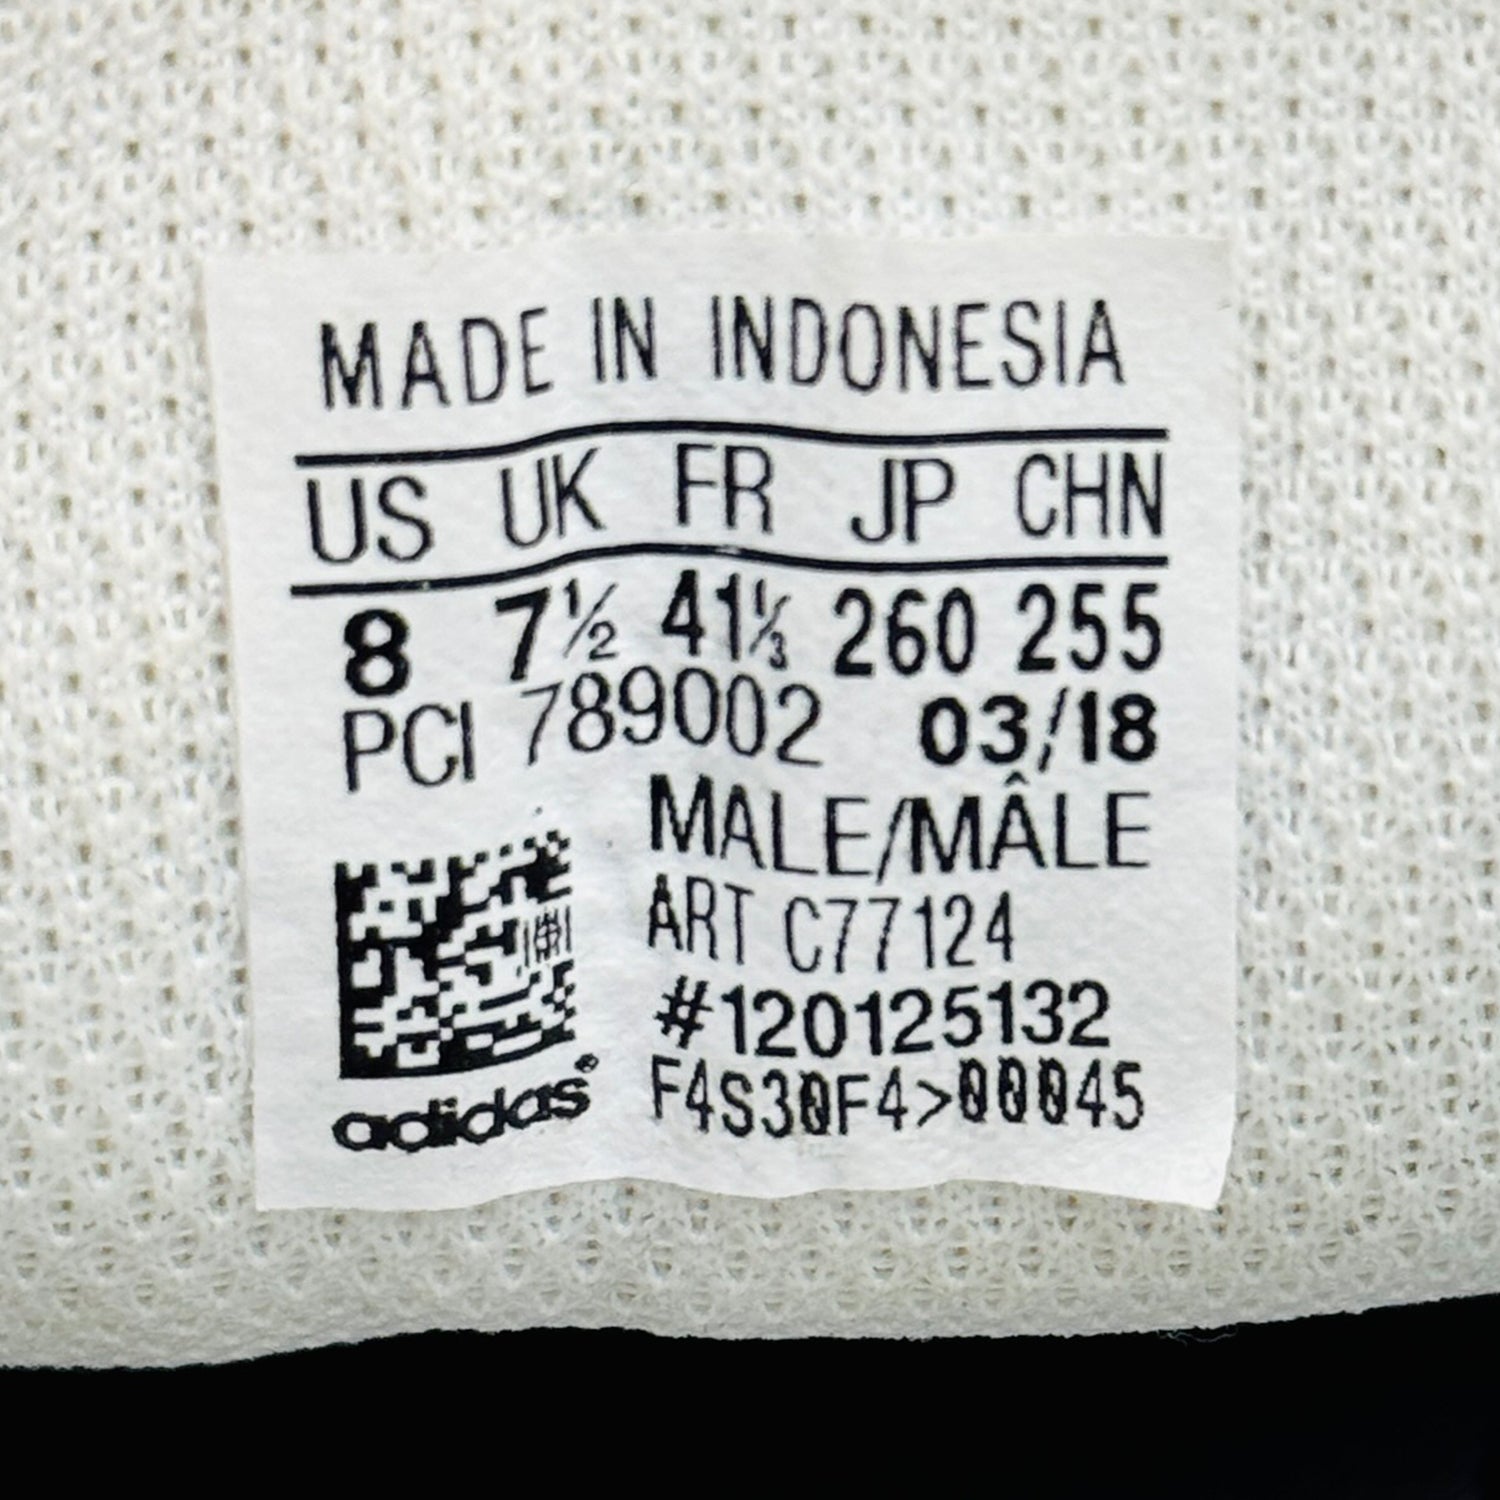 MADE IN INDONESIA
US UK FR JP CHN
8 7½ 41⅓ 260 255
PCI 789002 03/18
MALE/MÂLE
ART C77124
#120125132
F4S30F4>00045
adidas®